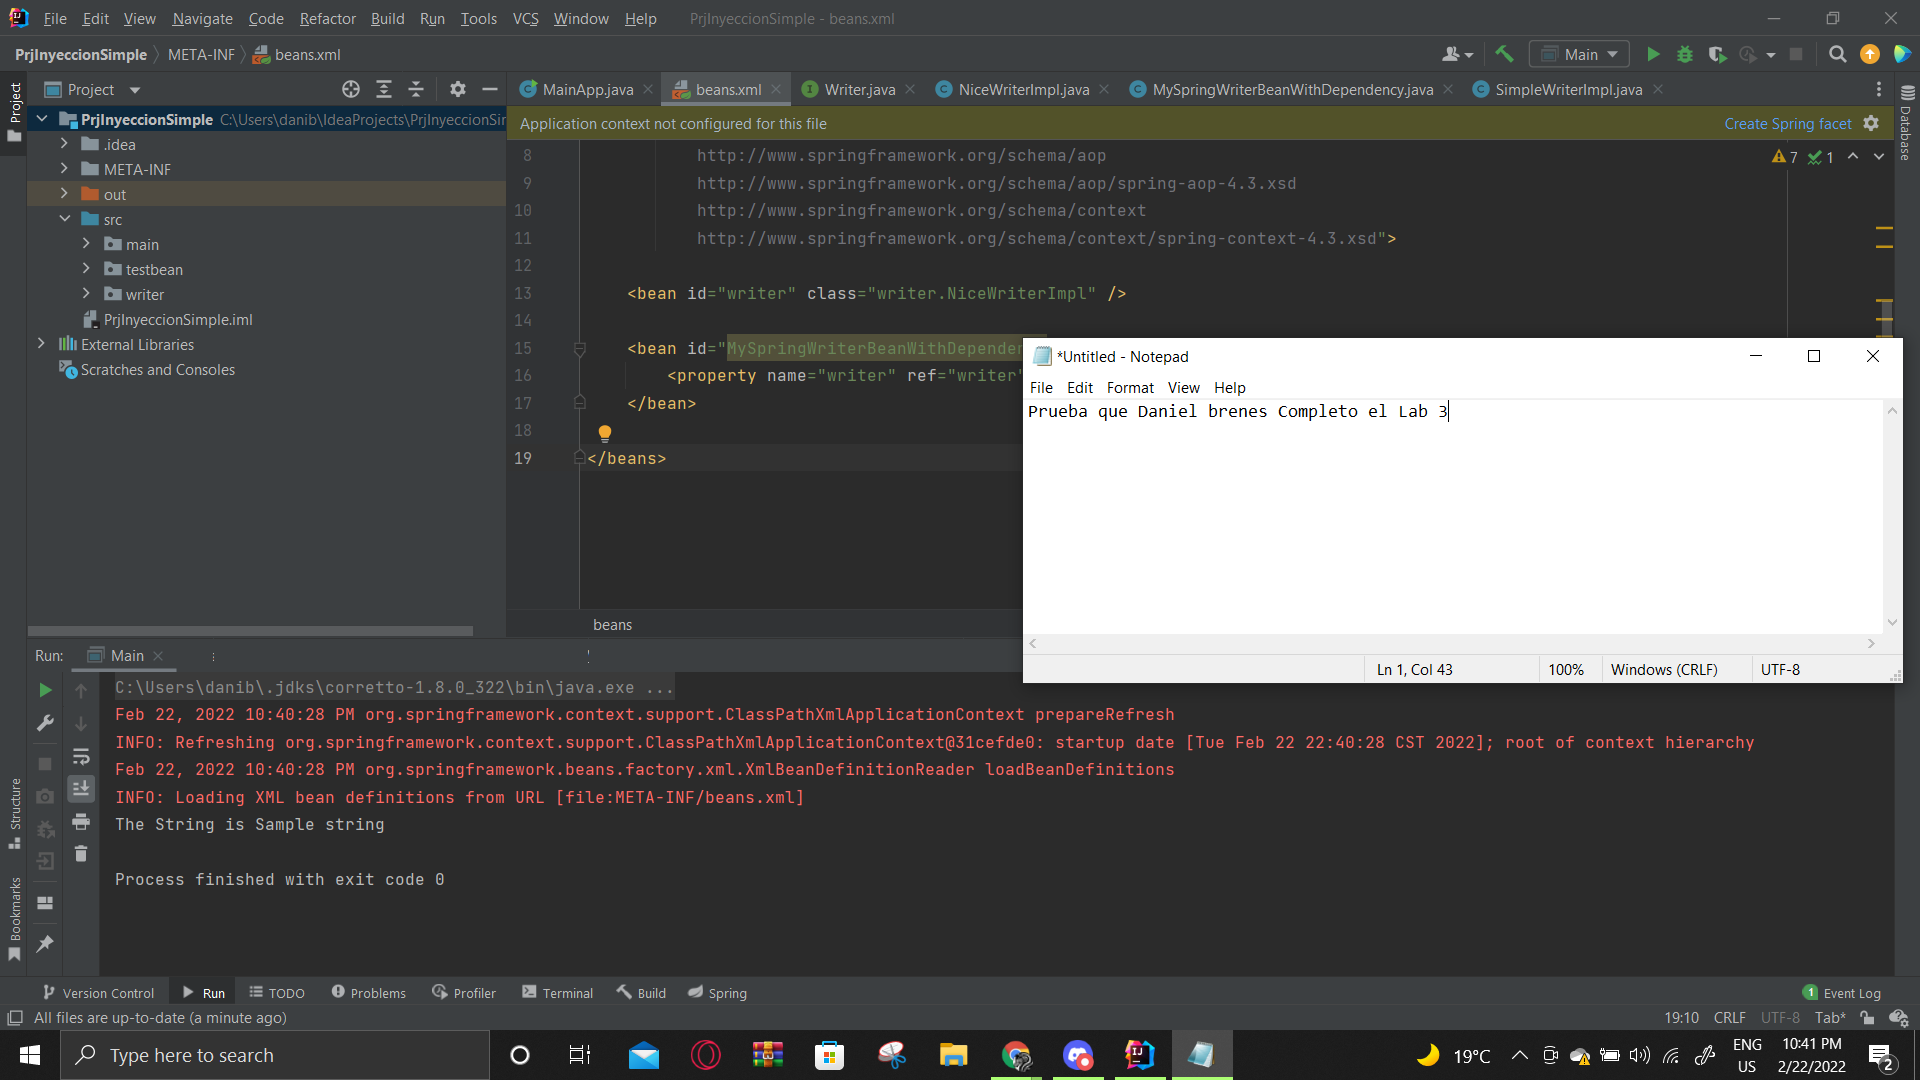 File Edit View Navigate Code Refactor Build Run Tools VCS Window Help PrjInyeccionSimple - beans.xml
PrjInyeccionSimple META-INF beans.xml
Main
Project
MainApp.java beans.xml Writer.java NiceWriterImpl.java MySpringWriterBeanWithDependency.java SimpleWriterImpl.java
Project
Database
PrjInyeccionSimple C:\Users\danib\IdeaProjects\PrjInyeccionSir
.idea
META-INF
out
src
main
testbean
writer
PrjInyeccionSimple.iml
External Libraries
Scratches and Consoles
Application context not configured for this file Create Spring facet
7 1
8 http://www.springframework.org/schema/aop
9 http://www.springframework.org/schema/aop/spring-aop-4.3.xsd
10 http://www.springframework.org/schema/context
11 http://www.springframework.org/schema/context/spring-context-4.3.xsd">
12
13 <bean id="writer" class="writer.NiceWriterImpl" />
14
15 <bean id="MySpringWriterBeanWithDependen
16 <property name="writer" ref="writer"
17 </bean>
18
19 </beans>
beans
*Untitled - Notepad
File Edit Format View Help
Prueba que Daniel brenes Completo el Lab 3
Ln 1, Col 43 100% Windows (CRLF) UTF-8
Run: Main
C:\Users\danib\.jdks\corretto-1.8.0_322\bin\java.exe ...
Feb 22, 2022 10:40:28 PM org.springframework.context.support.ClassPathXmlApplicationContext prepareRefresh
INFO: Refreshing org.springframework.context.support.ClassPathXmlApplicationContext@31cefde0: startup date [Tue Feb 22 22:40:28 CST 2022]; root of context hierarchy
Feb 22, 2022 10:40:28 PM org.springframework.beans.factory.xml.XmlBeanDefinitionReader loadBeanDefinitions
INFO: Loading XML bean definitions from URL [file:META-INF/beans.xml]
The String is Sample string
Process finished with exit code 0
Structure
Bookmarks
Version Control Run TODO Problems Profiler Terminal Build Spring 1 Event Log
All files are up-to-date (a minute ago) 19:10 CRLF UTF-8 Tab*
Type here to search
19°C
ENG
US
10:41 PM
2/22/2022
2